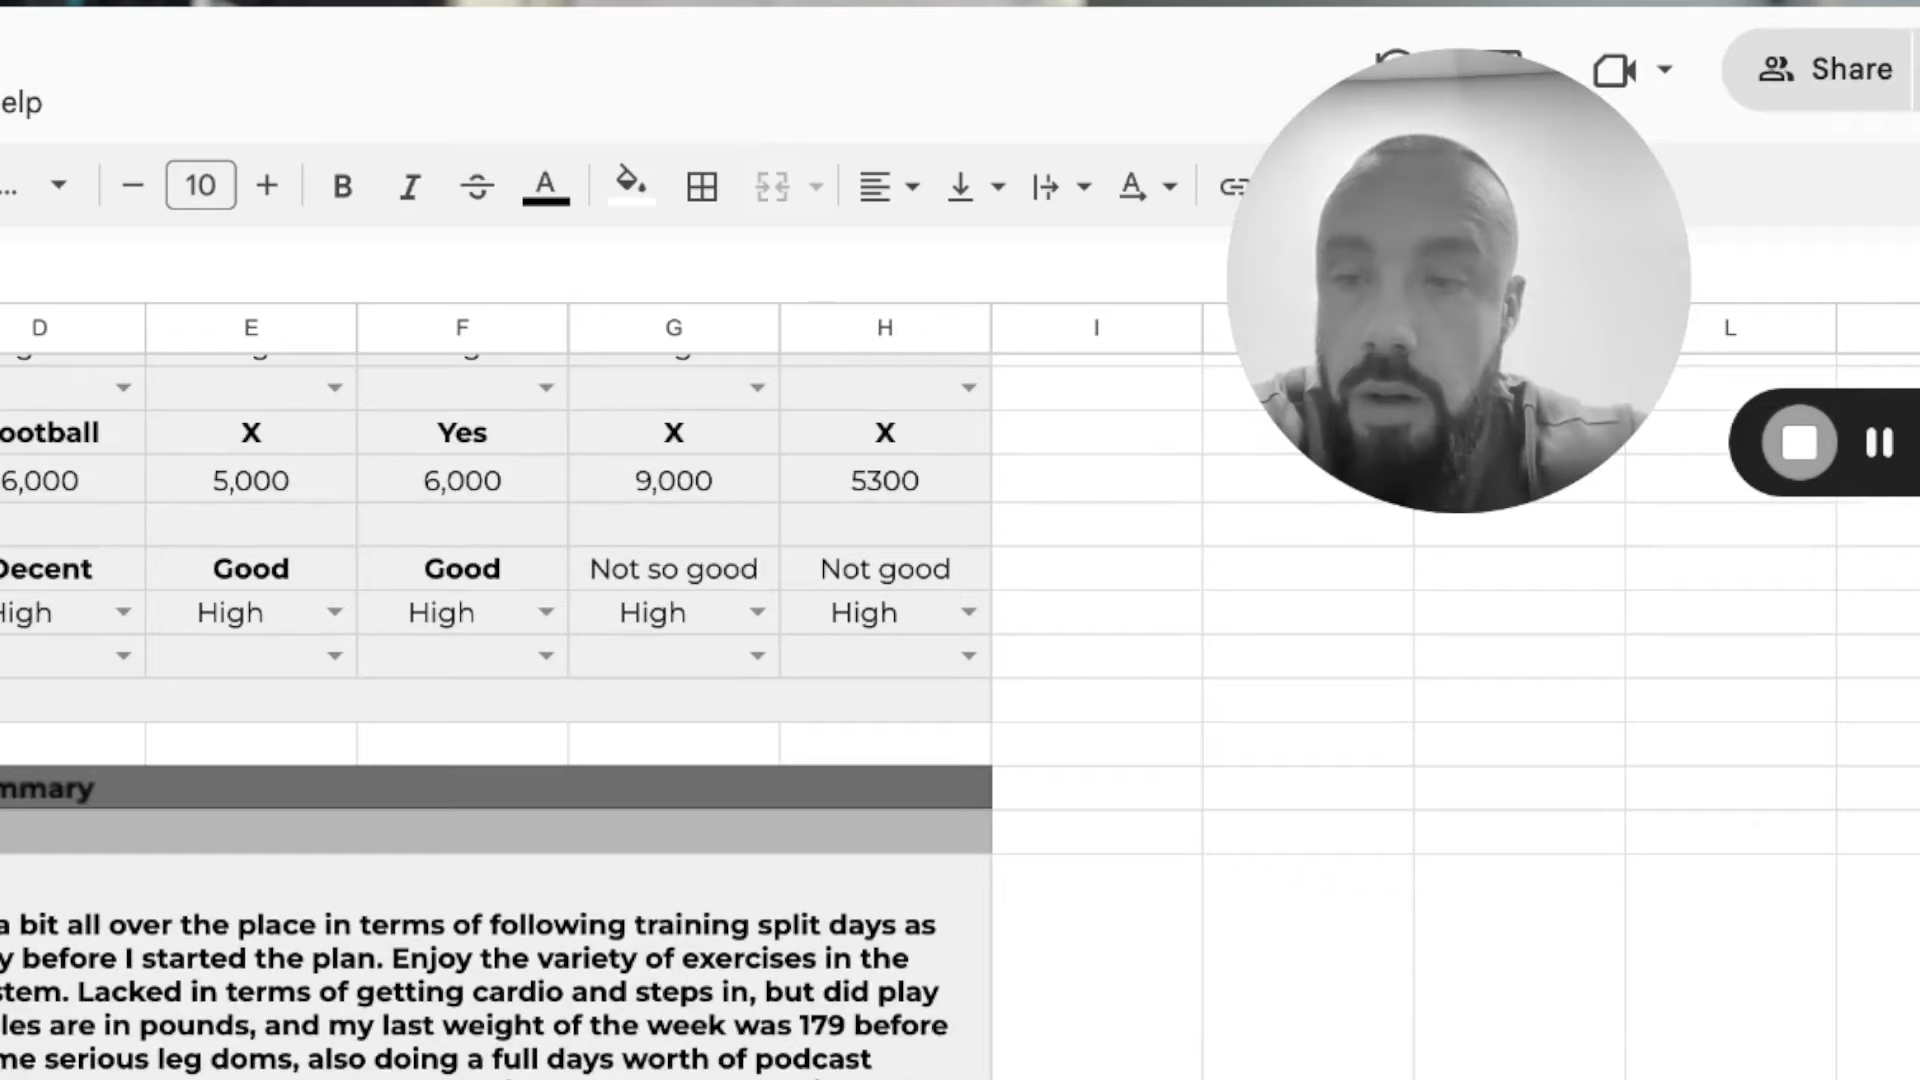 Share
elp
... 10 B I S A A
D E F G H I L
ootball X Yes X X
6,000 5,000 6,000 9,000 5300
Decent Good Good Not so good Not good
High High High High High
mmary
a bit all over the place in terms of following training split days as
y before I started the plan. Enjoy the variety of exercises in the
stem. Lacked in terms of getting cardio and steps in, but did play
les are in pounds, and my last weight of the week was 179 before
me serious leg doms, also doing a full days worth of podcast